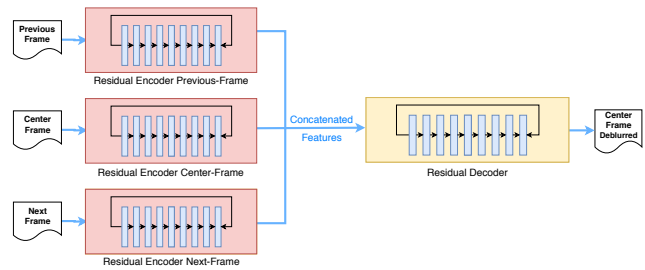 Previous
Frame
Residual Encoder Previous-Frame
Center
Frame
Residual Encoder Center-Frame
Next
Frame
Residual Encoder Next-Frame
Concatenated
Features
Residual Decoder
Center
Frame
Deblurred